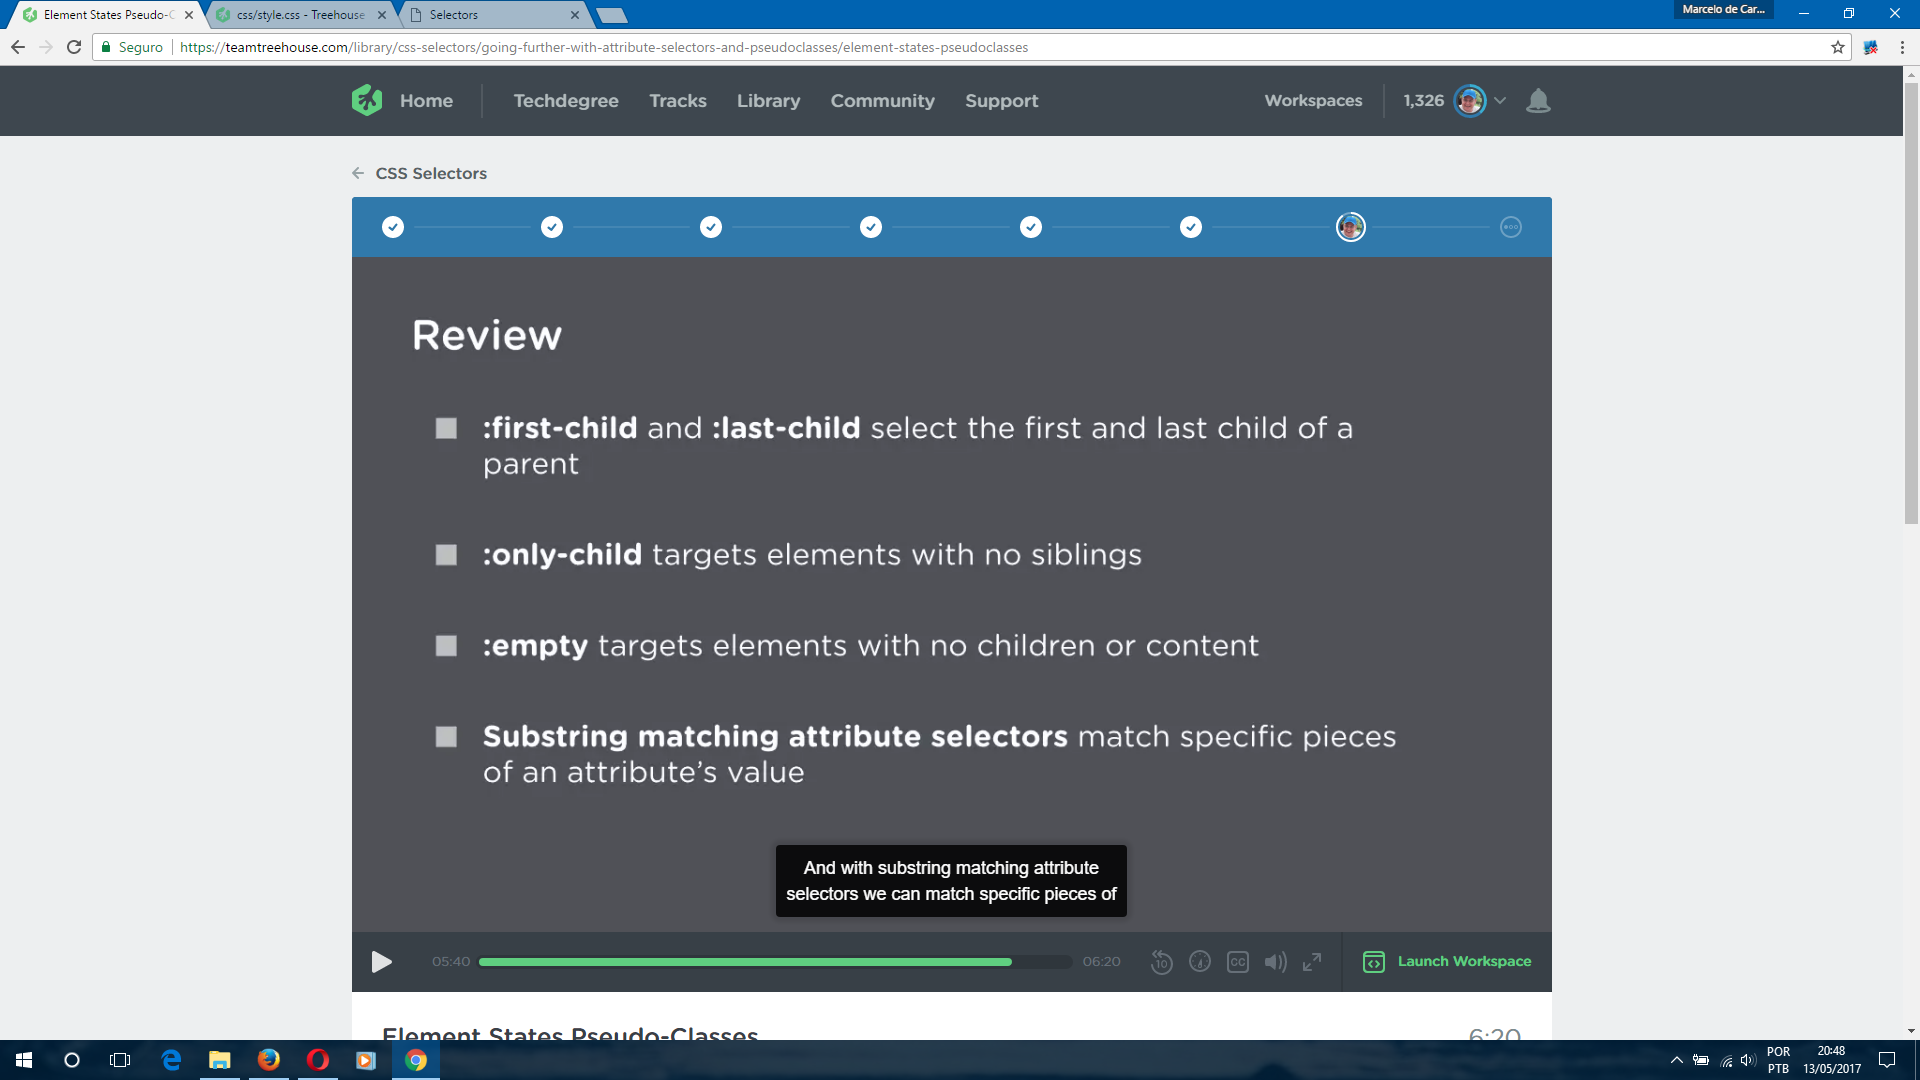 Element States Pseudo-C
css/style.css - Treehouse
Selectors
Marcelo de Car...
Seguro
https://teamtreehouse.com/library/css-selectors/going-further-with-attribute-selectors-and-pseudoclasses/element-states-pseudoclasses
Home
Techdegree
Tracks
Library
Community
Support
Workspaces
1,326
CSS Selectors
Review
:first-child and :last-child select the first and last child of a
parent
:only-child targets elements with no siblings
:empty targets elements with no children or content
Substring matching attribute selectors match specific pieces
of an attribute’s value
And with substring matching attribute
selectors we can match specific pieces of
05:40
06:20
10
CC
Launch Workspace
Element States Pseudo-Classes
6:20
POR
PTB
20:48
13/05/2017